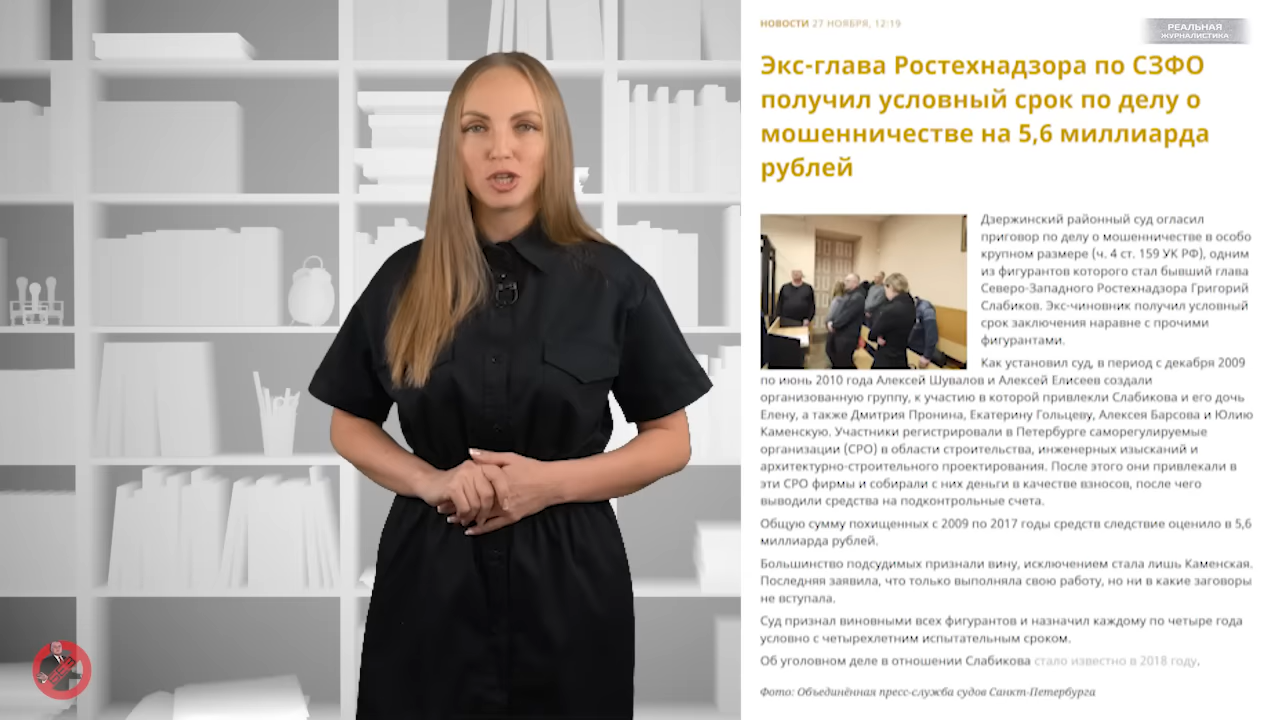 НОВОСТИ 27 НОЯБРЯ, 12:19
РЕАЛЬНАЯ
ЖУРНАЛИСТИКА
Экс-глава Ростехнадзора по СЗФО
получил условный срок по делу о
мошенничестве на 5,6 миллиарда
рублей
Дзержинский районный суд огласил
приговор по делу о мошенничестве в особо
крупном размере (ч. 4 ст. 159 УК РФ), одним
из фигурантов которого стал бывший глава
Северо-Западного Ростехнадзора Григорий
Слабиков. Экс-чиновник получил условный
срок заключения наравне с прочими
фигурантами.
Как установил суд, в период с декабря 2009
по июнь 2010 года Алексей Шувалов и Алексей Елисеев создали
организованную группу, к участию в которой привлекли Слабикова и его дочь
Елену, а также Дмитрия Пронина, Екатерину Гольцеву, Алексея Барсова и Юлию
Каменскую. Участники регистрировали в Петербурге саморегулируемые
организации (СРО) в области строительства, инженерных изысканий и
архитектурно-строительного проектирования. После этого они привлекали в
эти СРО фирмы и собирали с них деньги в качестве взносов, после чего
выводили средства на подконтрольные счета.
Общую сумму похищенных с 2009 по 2017 годы средств следствие оценило в 5,6
миллиарда рублей.
Большинство подсудимых признали вину, исключением стала лишь Каменская.
Последняя заявила, что только выполняла свою работу, но ни в какие заговоры
не вступала.
Суд признал виновными всех фигурантов и назначил каждому по четыре года
условно с четырехлетним испытательным сроком.
Об уголовном деле в отношении Слабикова стало известно в 2018 году.
Фото: Объединённая пресс-служба судов Санкт-Петербурга